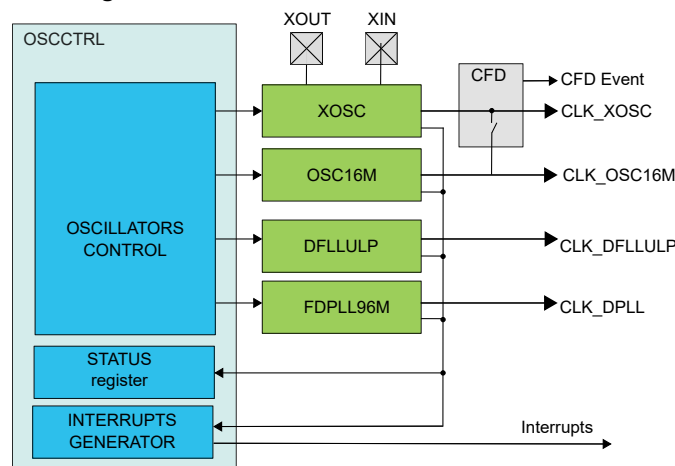 XOUT
XIN
OSCCTRL
CFD
CFD Event
XOSC
CLK_XOSC
OSC16M
CLK_OSC16M
OSCILLATORS
CONTROL
DFLLULP
CLK_DFLLULP
FDPLL96M
CLK_DPLL
STATUS
register
INTERRUPTS
GENERATOR
Interrupts